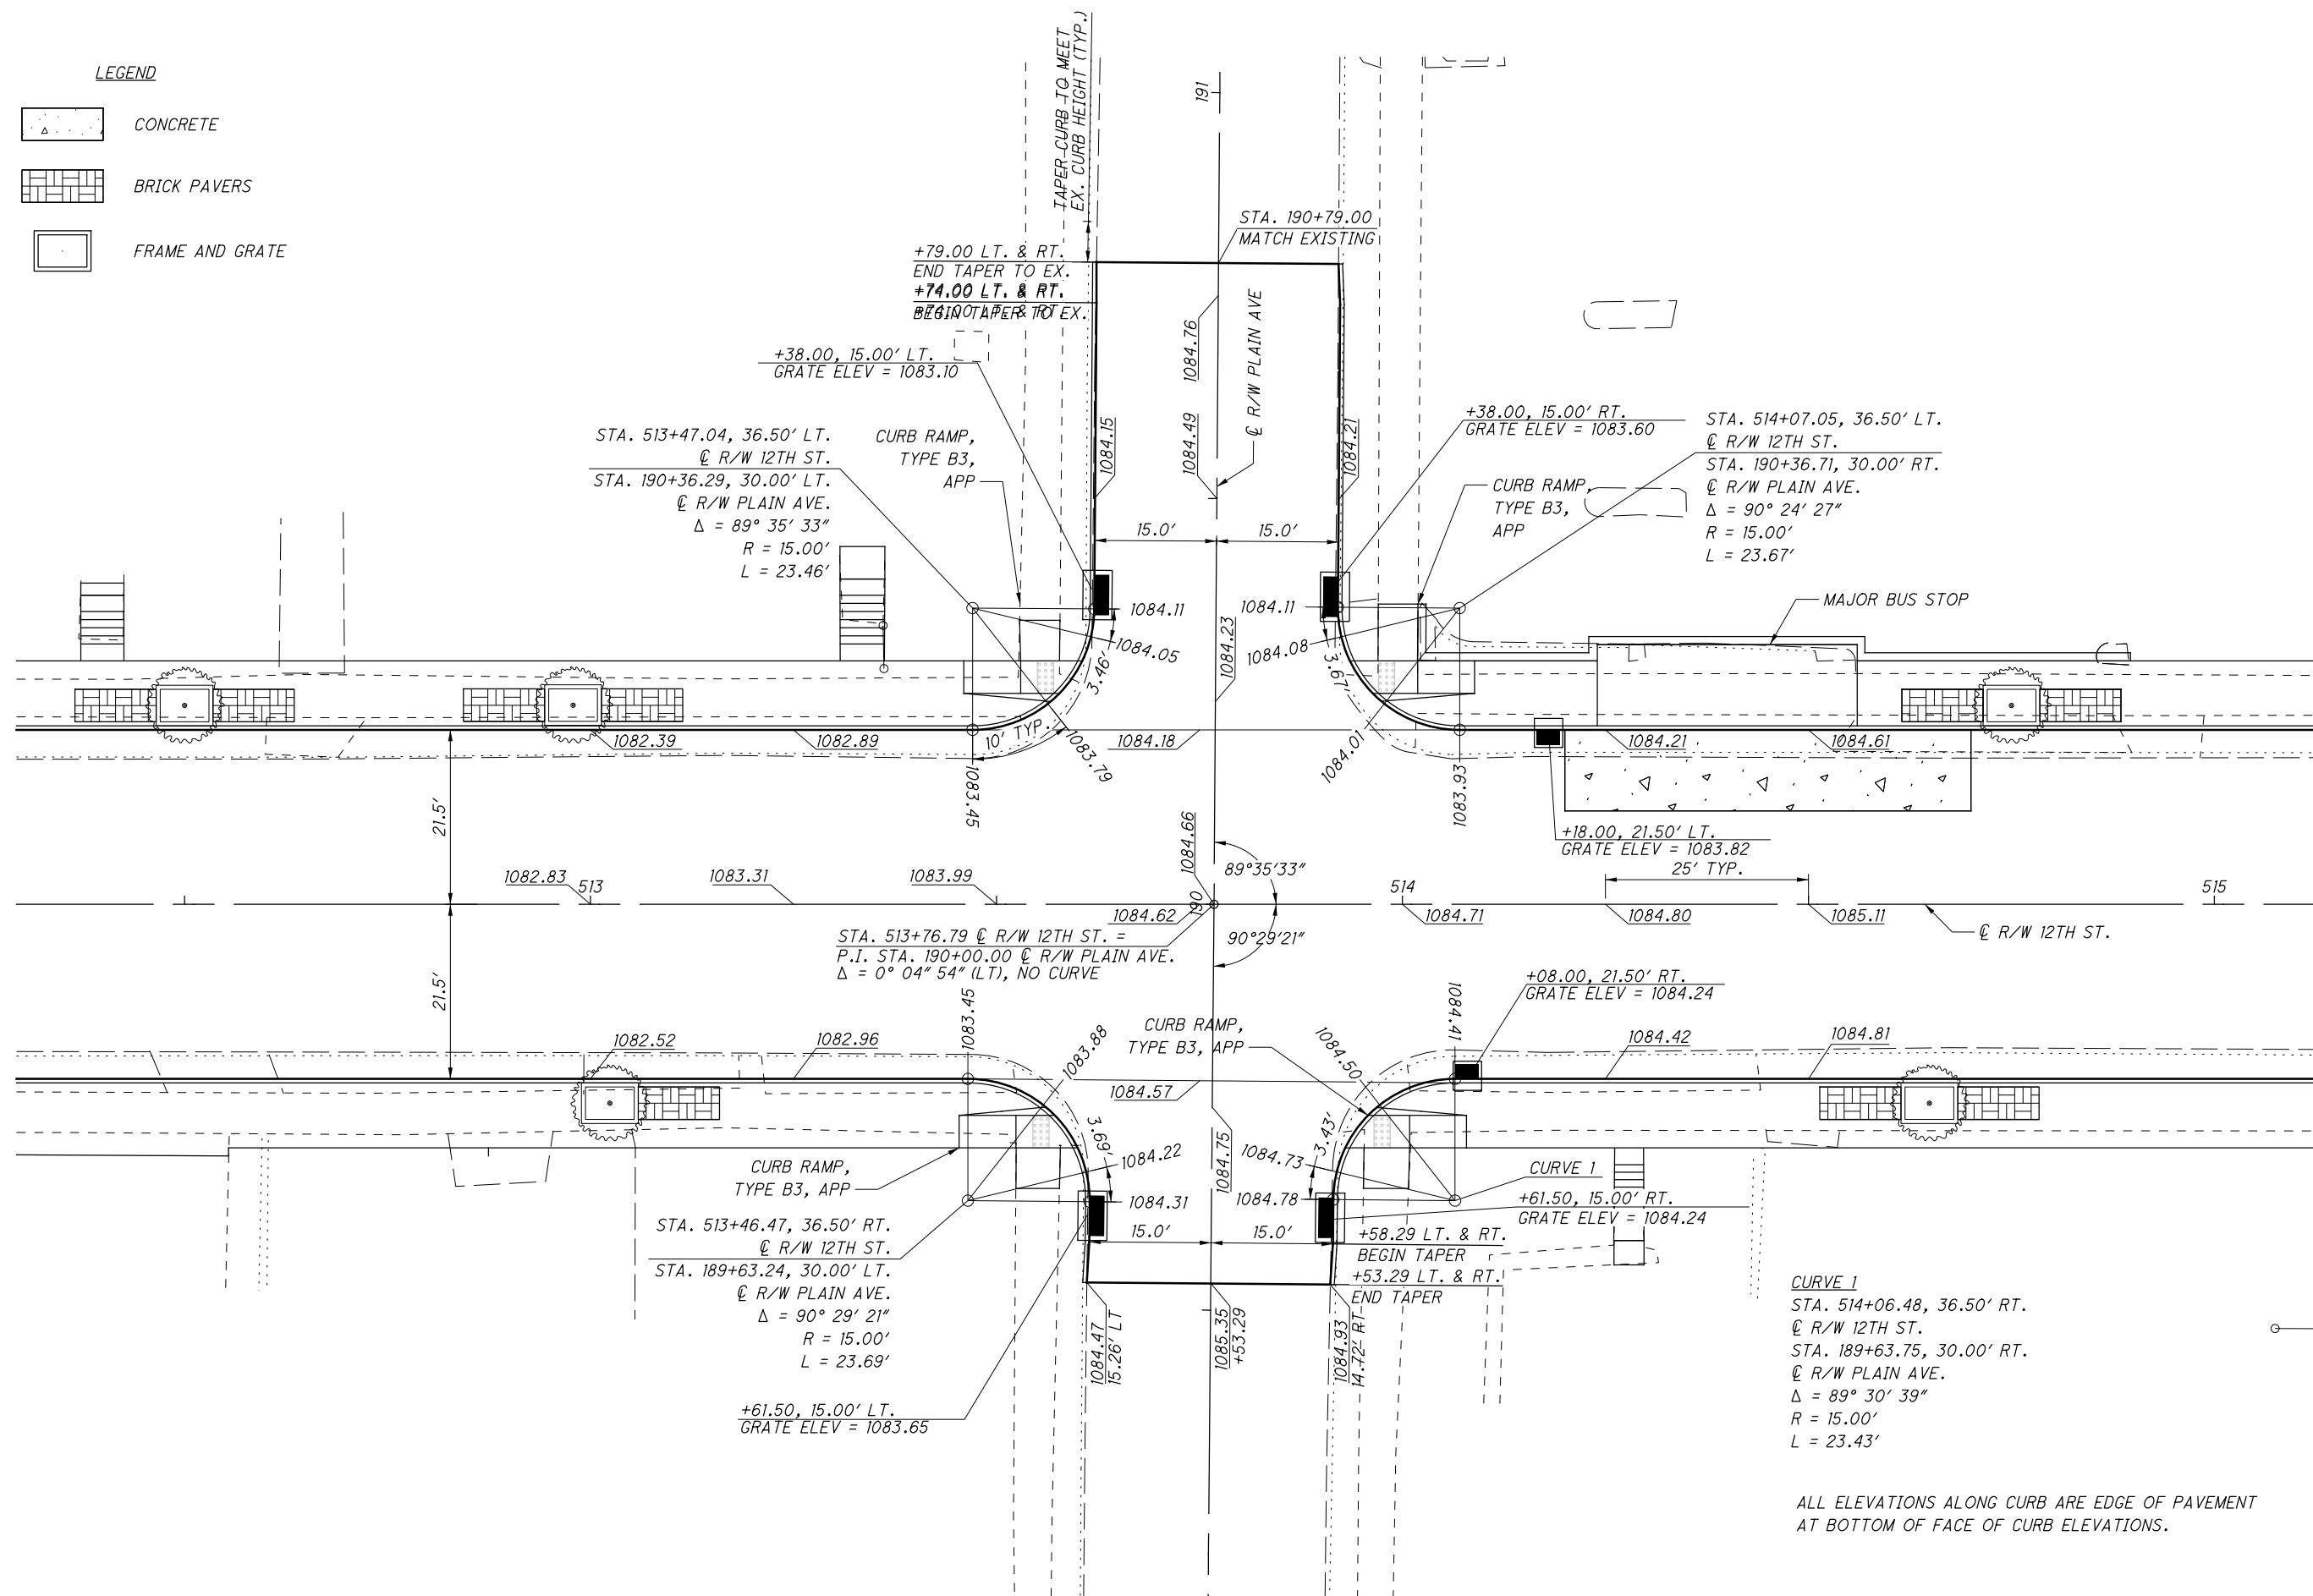 LEGEND
CONCRETE
BRICK PAVERS
FRAME AND GRATE
TAPER CURB TO MEET
EX. CURB HEIGHT (TYP.)
191
STA. 190+79.00
MATCH EXISTING
+79.00 LT. & RT.
END TAPER TO EX.
+74.00 LT. & RT.
BEGIN TAPER TO EX.
+74.00 LT. & RT.
+38.00, 15.00' LT.
GRATE ELEV = 1083.10
1084.76
℄ R/W PLAIN AVE
1084.15
1084.49
1084.21
+38.00, 15.00' RT.
GRATE ELEV = 1083.60
STA. 513+47.04, 36.50' LT.
℄ R/W 12TH ST.
STA. 190+36.29, 30.00' LT.
℄ R/W PLAIN AVE.
Δ = 89° 35' 33"
R = 15.00'
L = 23.46'
CURB RAMP,
TYPE B3,
APP
CURB RAMP,
TYPE B3,
APP
STA. 514+07.05, 36.50' LT.
℄ R/W 12TH ST.
STA. 190+36.71, 30.00' RT.
℄ R/W PLAIN AVE.
Δ = 90° 24' 27"
R = 15.00'
L = 23.67'
15.0'
15.0'
MAJOR BUS STOP
1084.11
1084.11
1084.05
1084.23
1084.08
3.46'
3.67'
10' TYP.
1082.39
1082.89
1083.79
1084.18
1084.01
1084.21
1084.61
1083.45
1083.93
21.5'
1084.66
+18.00, 21.50' LT.
GRATE ELEV = 1083.82
89°35'33"
25' TYP.
1082.83
513
1083.31
1083.99
190
514
515
1084.62
1084.71
1084.80
1085.11
℄ R/W 12TH ST.
STA. 513+76.79 ℄ R/W 12TH ST. =
P.I. STA. 190+00.00 ℄ R/W PLAIN AVE.
Δ = 0° 04" 54" (LT), NO CURVE
90°29'21"
21.5'
+08.00, 21.50' RT.
GRATE ELEV = 1084.24
1083.45
1083.88
CURB RAMP,
TYPE B3, APP
1084.50
1084.41
1082.52
1082.96
1084.42
1084.81
1084.57
3.69'
3.43'
1084.22
1084.75
1084.73
CURB RAMP,
TYPE B3, APP
CURVE 1
1084.31
1084.78
+61.50, 15.00' RT.
GRATE ELEV = 1084.24
15.0'
15.0'
STA. 513+46.47, 36.50' RT.
℄ R/W 12TH ST.
STA. 189+63.24, 30.00' LT.
℄ R/W PLAIN AVE.
Δ = 90° 29' 21"
R = 15.00'
L = 23.69'
+58.29 LT. & RT.
BEGIN TAPER
+53.29 LT. & RT.
END TAPER
1084.47
15.26' LT
1085.35
+53.29
1084.93
14.72' RT.
+61.50, 15.00' LT.
GRATE ELEV = 1083.65
CURVE 1
STA. 514+06.48, 36.50' RT.
℄ R/W 12TH ST.
STA. 189+63.75, 30.00' RT.
℄ R/W PLAIN AVE.
Δ = 89° 30' 39"
R = 15.00'
L = 23.43'
ALL ELEVATIONS ALONG CURB ARE EDGE OF PAVEMENT
AT BOTTOM OF FACE OF CURB ELEVATIONS.